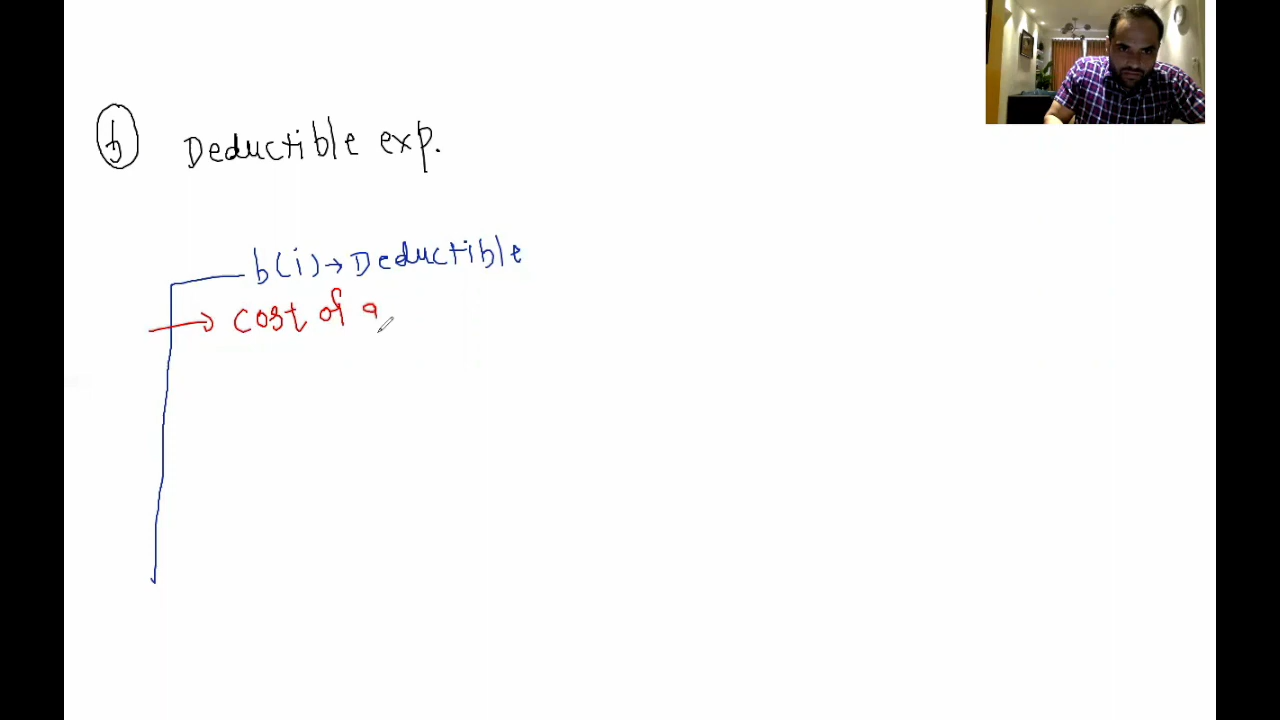 b Deductible exp.
b(i)→ Deductible
→ cost of